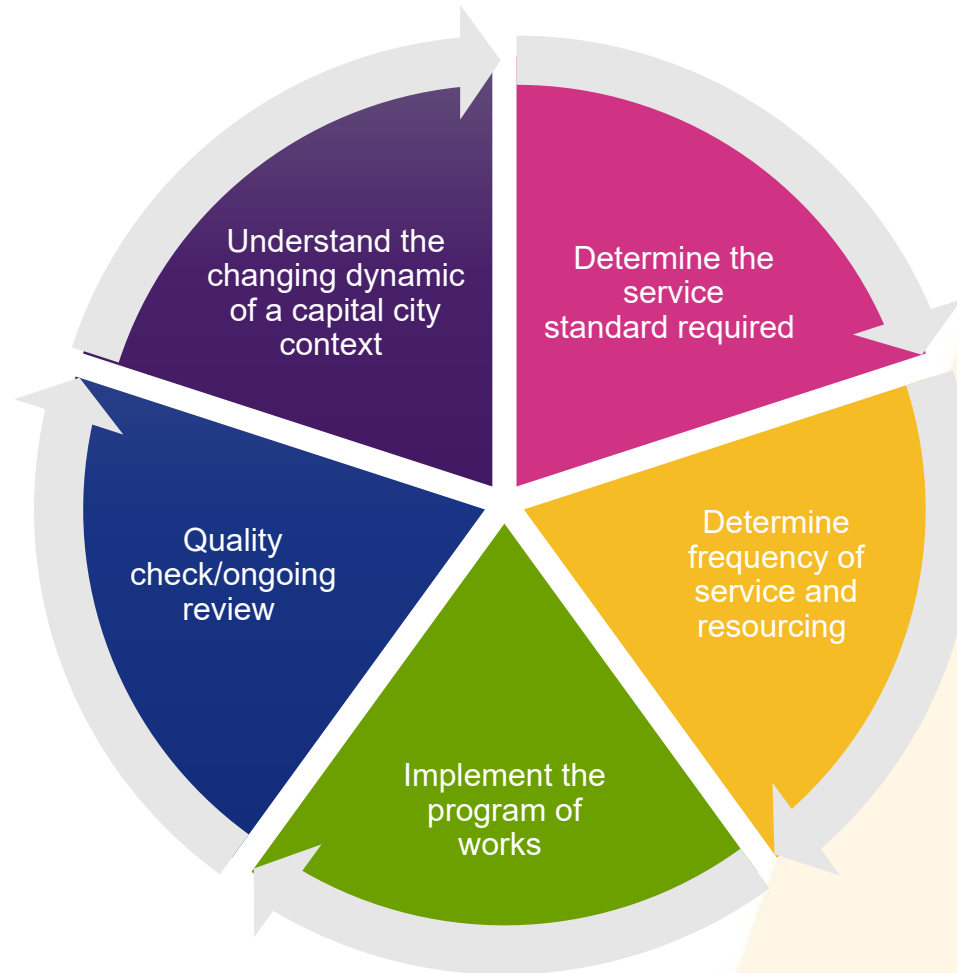 Understand the
changing dynamic
of a capital city
context
Determine the
service
standard required
Determine
frequency of
service and
resourcing
Implement the
program of
works
Quality
check/ongoing
review